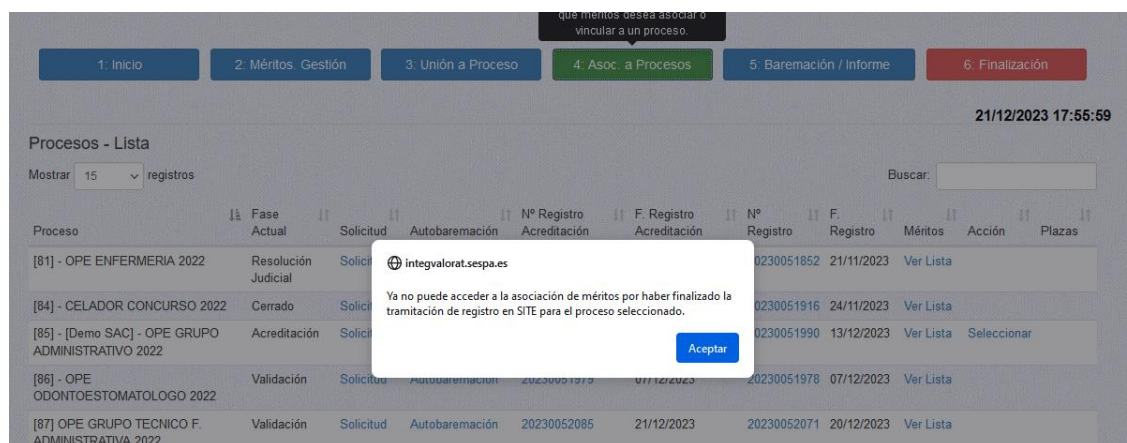 que méritos desea asociar o
vincular a un proceso.
1: Inicio
2: Méritos. Gestión
3: Unión a Proceso
4: Asoc. a Procesos
5: Baremación / Informe
6: Finalización
21/12/2023 17:55:59
Procesos - Lista
Mostrar 15 registros
Buscar:
Proceso Fase Actual Solicitud Autobaremación Nº Registro Acreditación F. Registro Acreditación Nº Registro F. Registro Méritos Acción Plazas
[81] - OPE ENFERMERIA 2022 Resolución Judicial 21/11/2023 Ver Lista
[84] - CELADOR CONCURSO 2022 Cerrado 24/11/2023 Ver Lista
[85] - [Demo SAC] - OPE GRUPO ADMINISTRATIVO 2022 Acreditación 13/12/2023 Ver Lista Seleccionar
[86] - OPE ODONTOESTOMATOLOGO 2022 Validación Solicitud Autobaremación 20230051979 07/12/2023 20230051978 07/12/2023 Ver Lista
[87] OPE GRUPO TECNICO F. ADMINISTRATIVA 2022 Validación Solicitud Autobaremación 20230052085 21/12/2023 20230052071 20/12/2023 Ver Lista
integvalorat.sespa.es
Ya no puede acceder a la asociación de méritos por haber finalizado la
tramitación de registro en SITE para el proceso seleccionado.
Aceptar